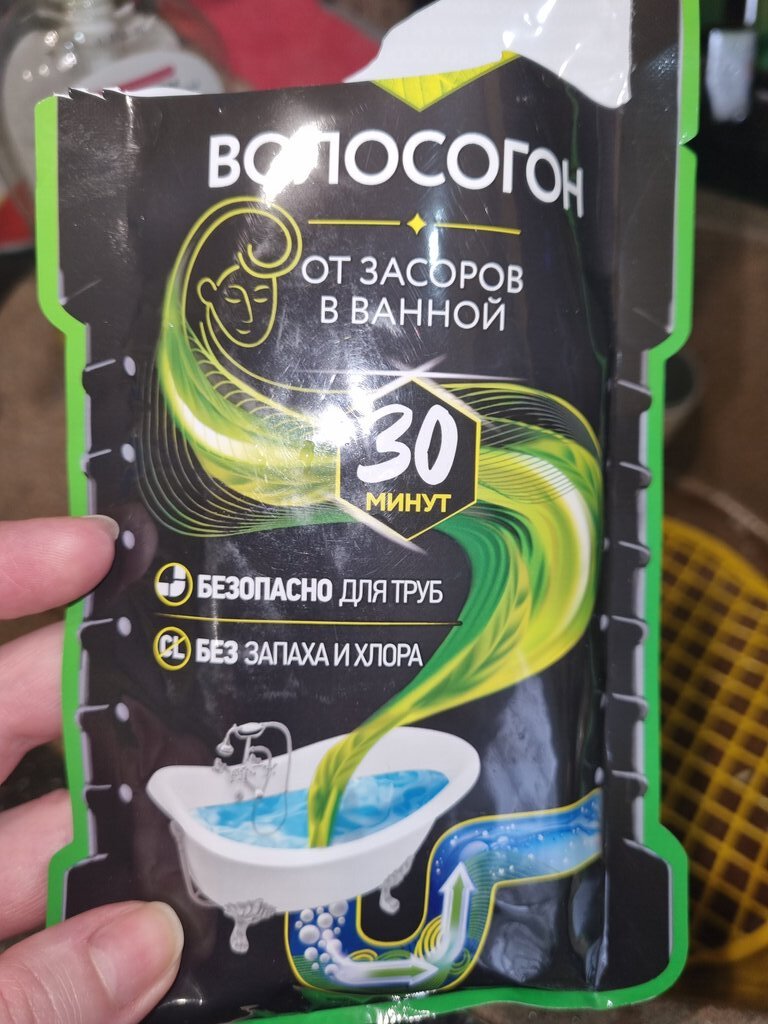 ВОЛОСОГОН
ОТ ЗАСОРОВ
В ВАННОЙ
30
МИНУТ
БЕЗОПАСНО ДЛЯ ТРУБ
CL БЕЗ ЗАПАХА И ХЛОРА